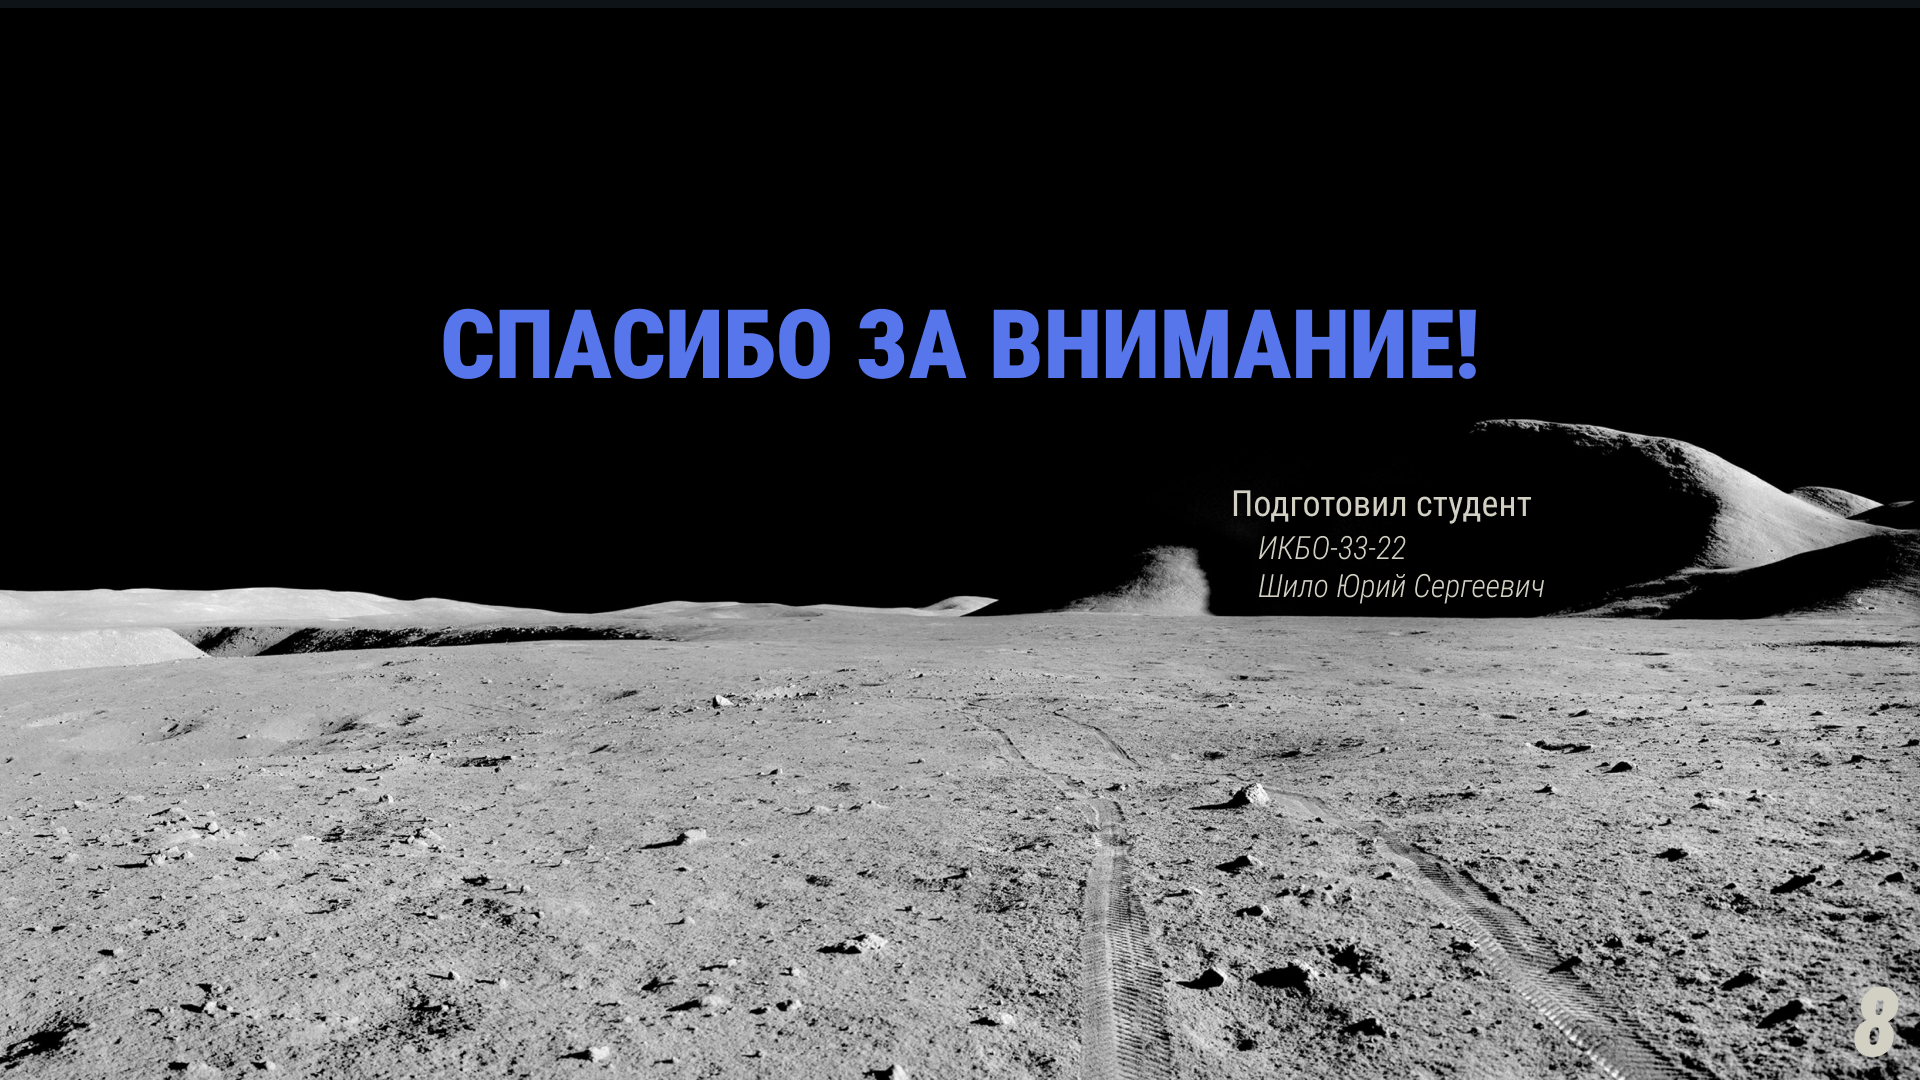 СПАСИБО ЗА ВНИМАНИЕ!
Подготовил студент
ИКБО-33-22
Шило Юрий Сергеевич
8